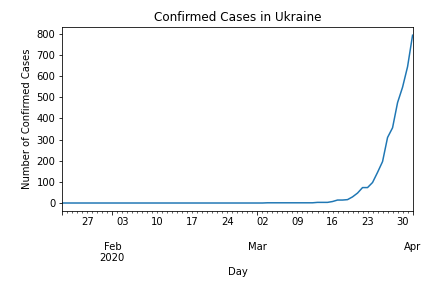 Confirmed Cases in Ukraine
Number of Confirmed Cases
800
700
600
500
400
300
200
100
0
27 03 10 17 24 02 09 16 23 30
Feb Mar Apr
2020
Day